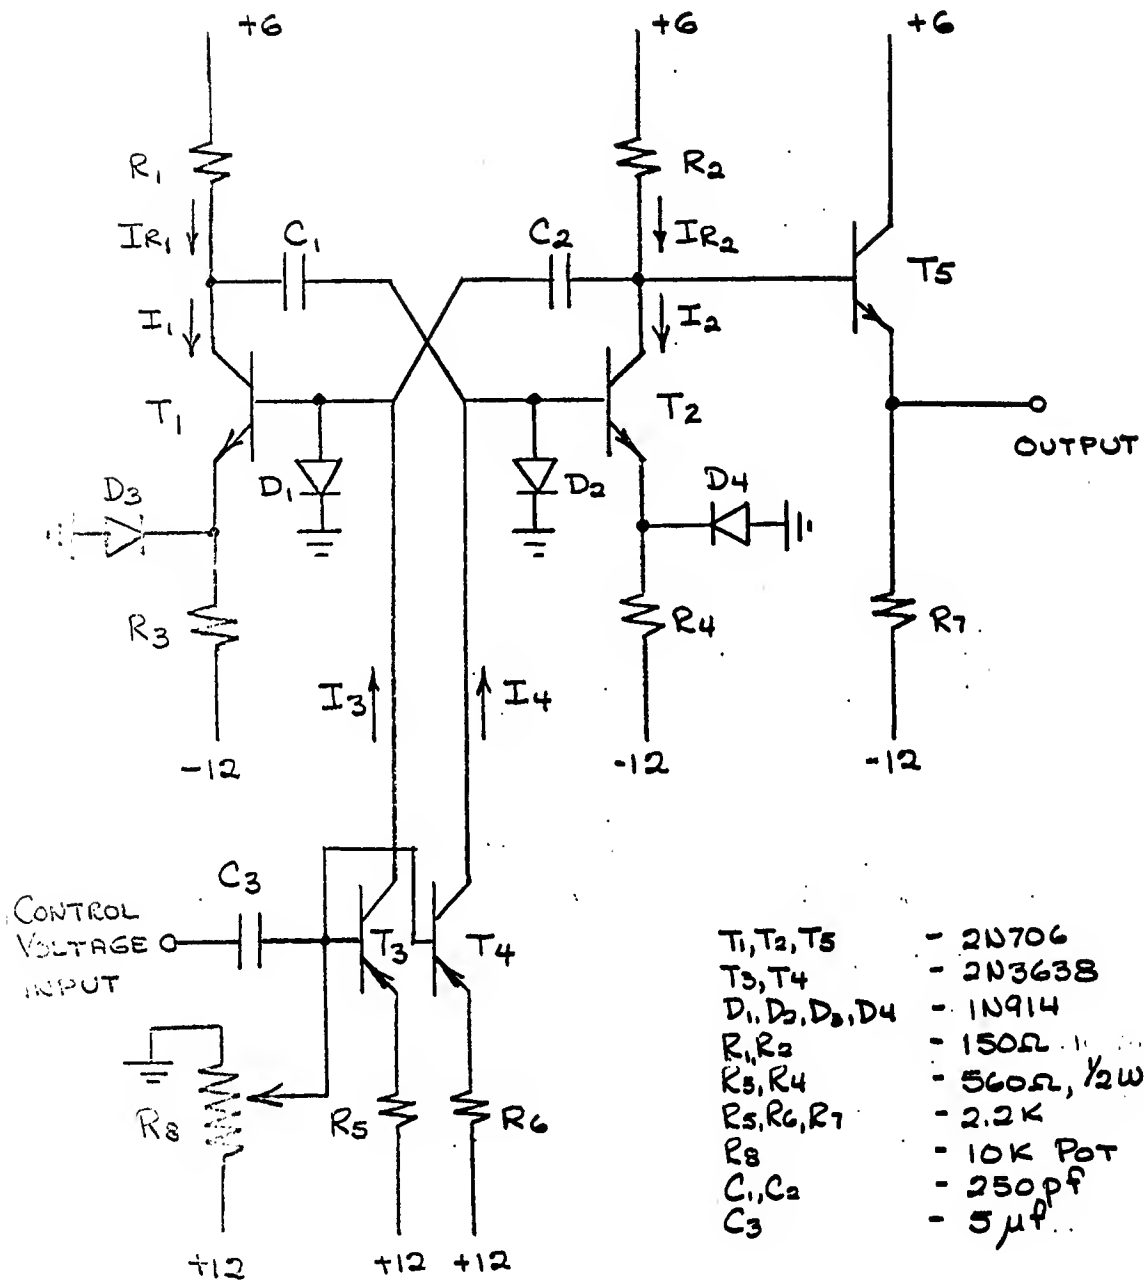 +6 +6 +6
R1 R2
IR1 C1 C2 IR2
T5
I1 I2
T1 T2
OUTPUT
D3 D1 D2 D4
R3 R4 R7
I3 I4
-12 -12 -12
C3
CONTROL
VOLTAGE
INPUT
T3 T4
R8 R5 R6
+12 +12 +12
T1, T2, T5 - 2N706
T3, T4 - 2N3638
D1, D2, D3, D4 - 1N914
R1, R2 - 150Ω
R5, R4 - 560Ω, 1/2W
R5, R6, R7 - 2.2K
R8 - 10K POT
C1, C2 - 250pf
C3 - 5μf